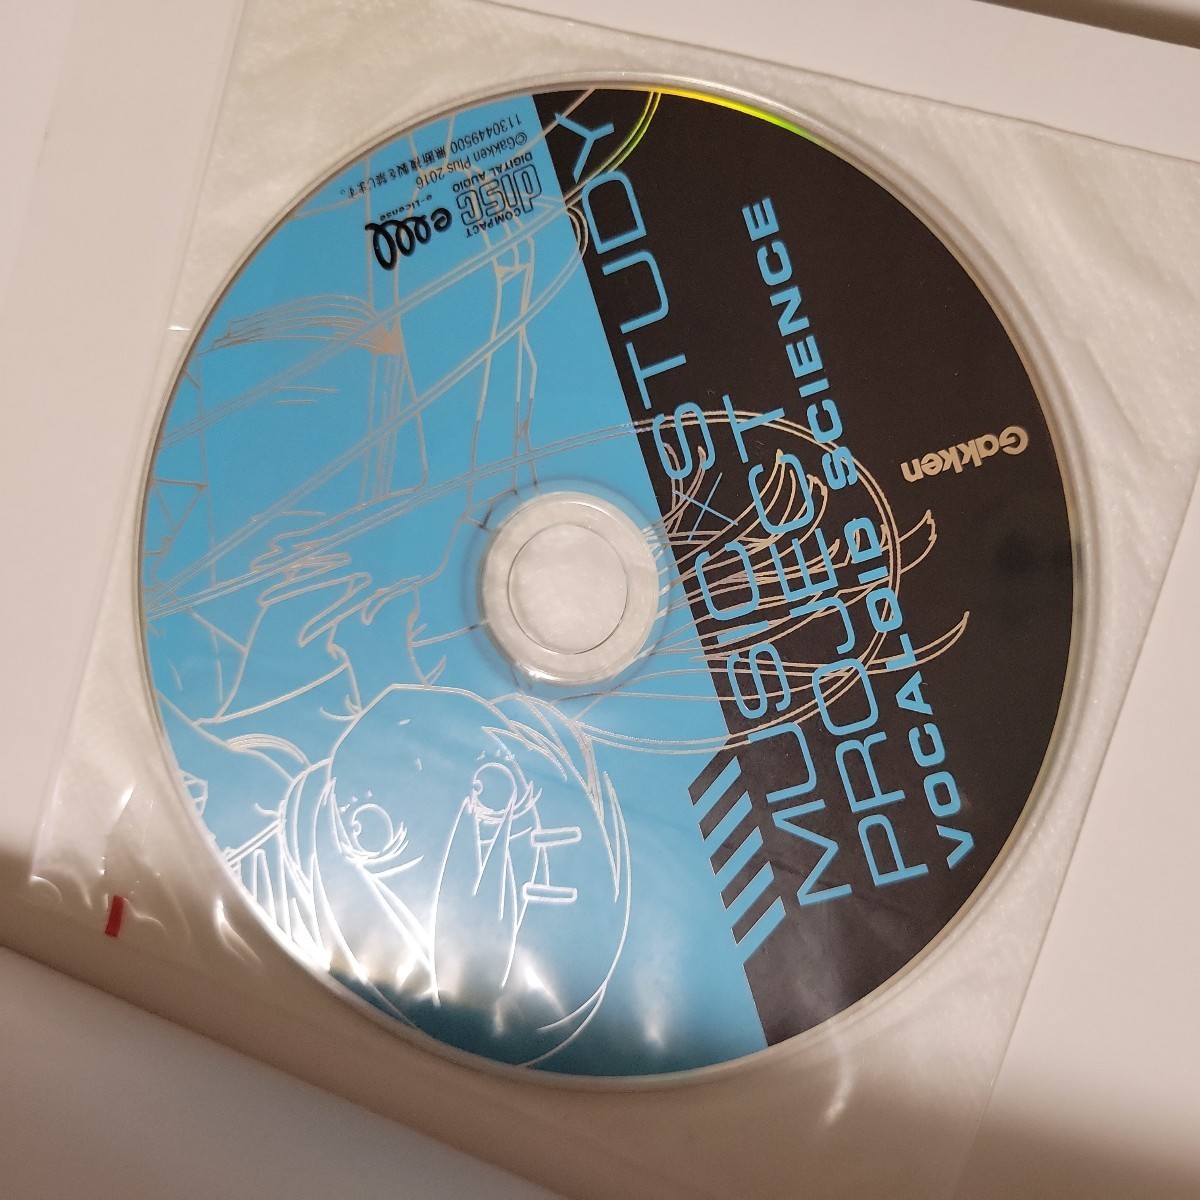 Gakken
MUSIC × STUDY
PROJECT
VOCALOID SCIENCE
COMPACT
disc
DIGITAL AUDIO
e-License
©Gakken Plus 2016
1130449500 無断複製を禁じます。